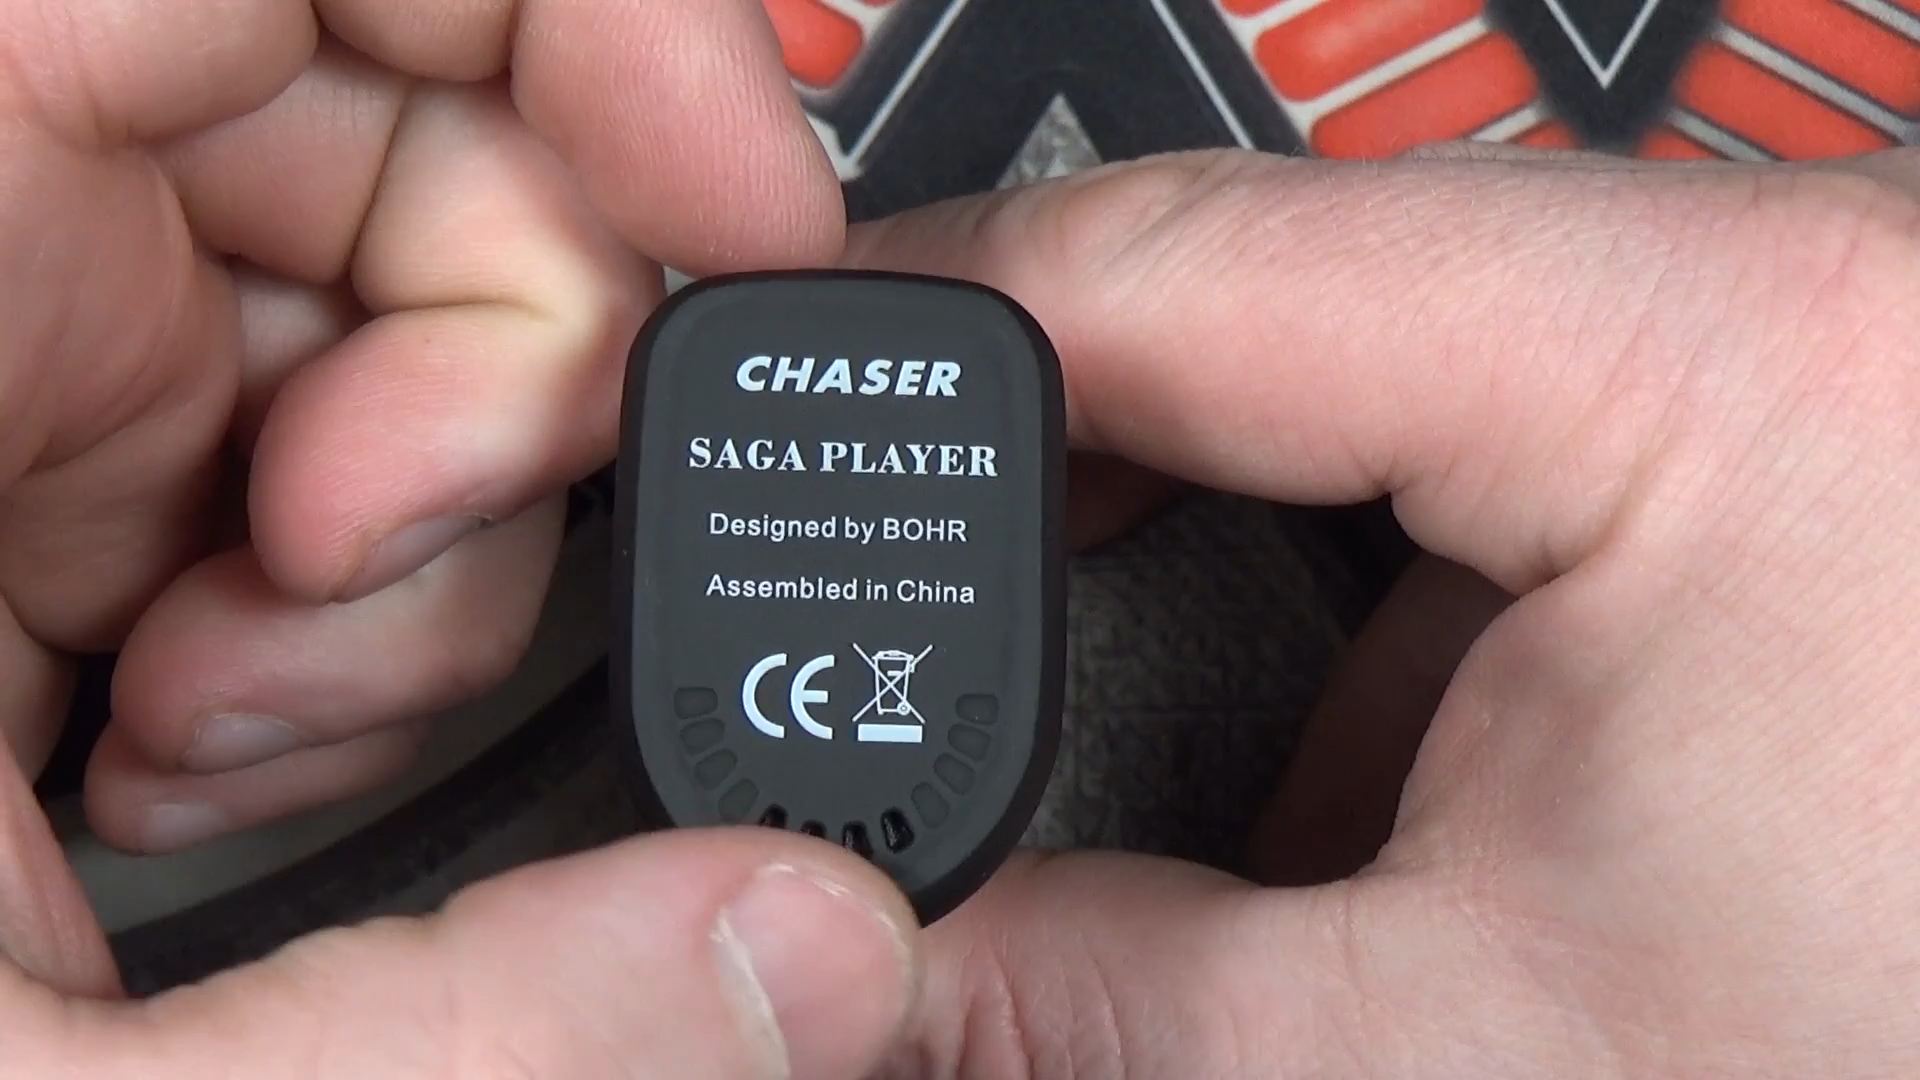 CHASER
SAGA PLAYER
Designed by BOHR
Assembled in China
CE